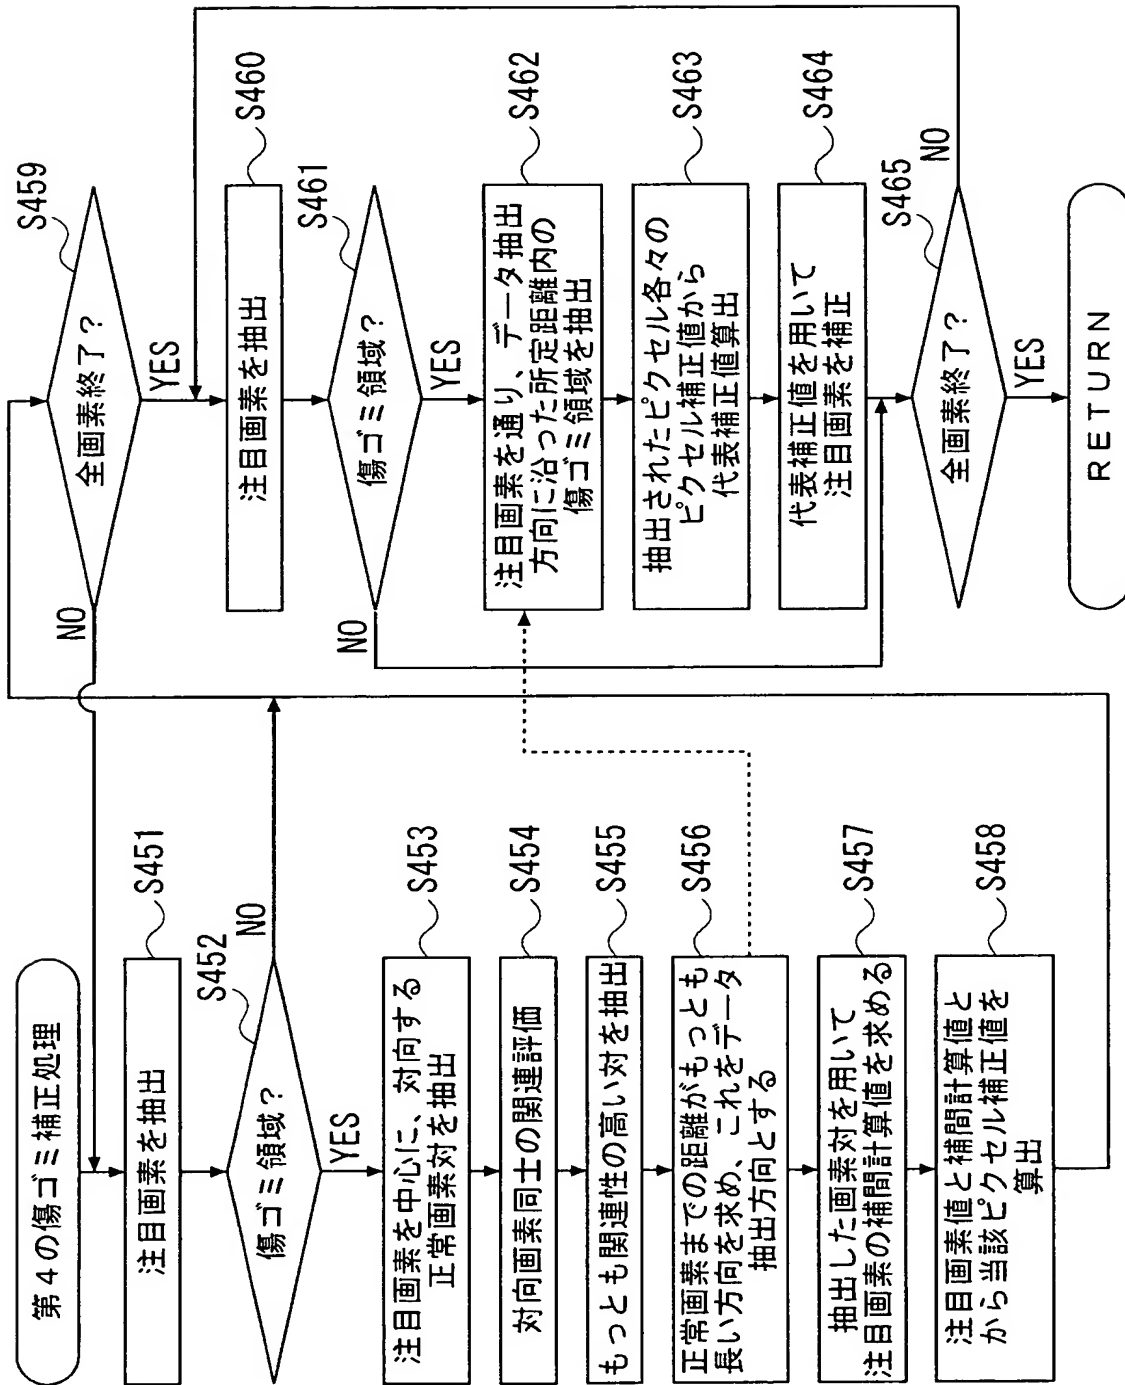 第４の傷ゴミ補正処理
注目画素を抽出
S451
傷ゴミ領域？
S452
NO
YES
注目画素を中心に、対向する
正常画素対を抽出
S453
対向画素同士の関連評価
S454
もっとも関連性の高い対を抽出
S455
正常画素までの距離がもっとも
長い方向を求め、これをデータ
抽出方向とする
S456
抽出した画素対を用いて
注目画素の補間計算値を求める
S457
注目画素値と補間計算値と
から当該ピクセル補正値を
算出
S458
全画素終了？
S459
NO
YES
注目画素を抽出
S460
傷ゴミ領域？
S461
NO
YES
注目画素を通り、データ抽出
方向に沿った所定距離内の
傷ゴミ領域を抽出
S462
抽出されたピクセル各々の
ピクセル補正値から
代表補正値算出
S463
代表補正値を用いて
注目画素を補正
S464
全画素終了？
S465
NO
YES
RETURN